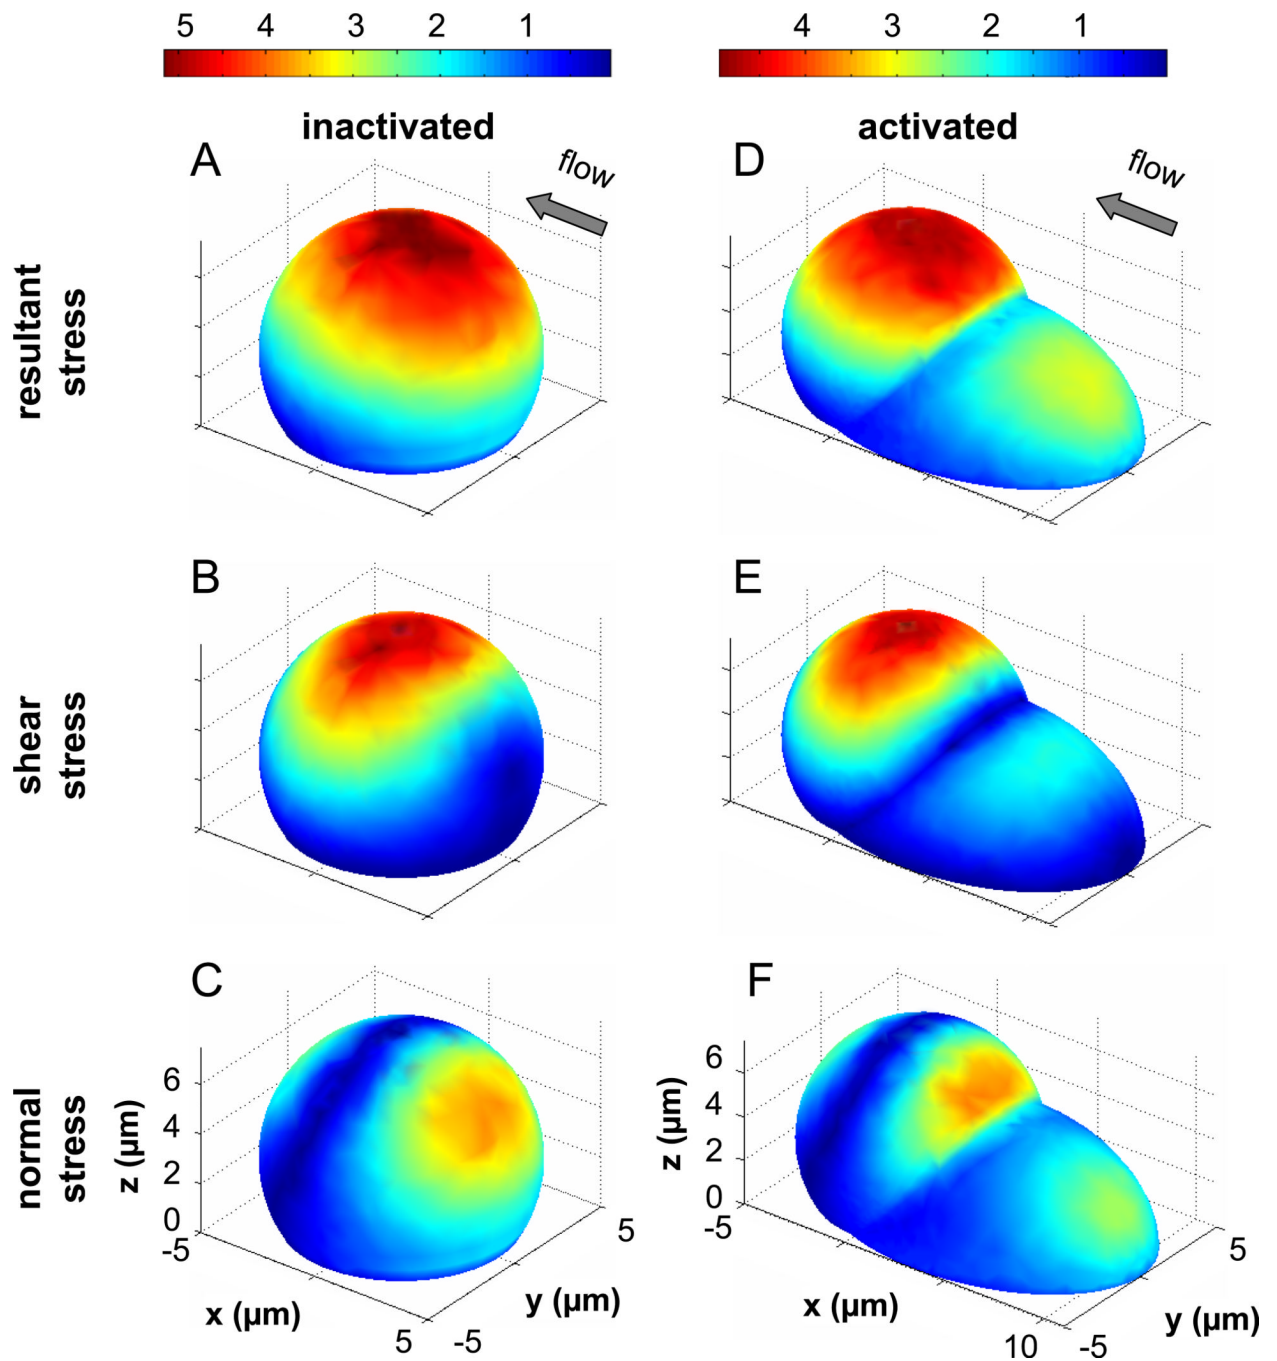 5 4 3 2 1
4 3 2 1
inactivated
activated
A
flow
D
flow
resultant
stress
B
E
shear
stress
C
F
normal
stress
z (µm)
6
4
2
0
-5
x (µm)
5
-5
y (µm)
5
z (µm)
6
4
2
0
-5
x (µm)
10
-5
y (µm)
5